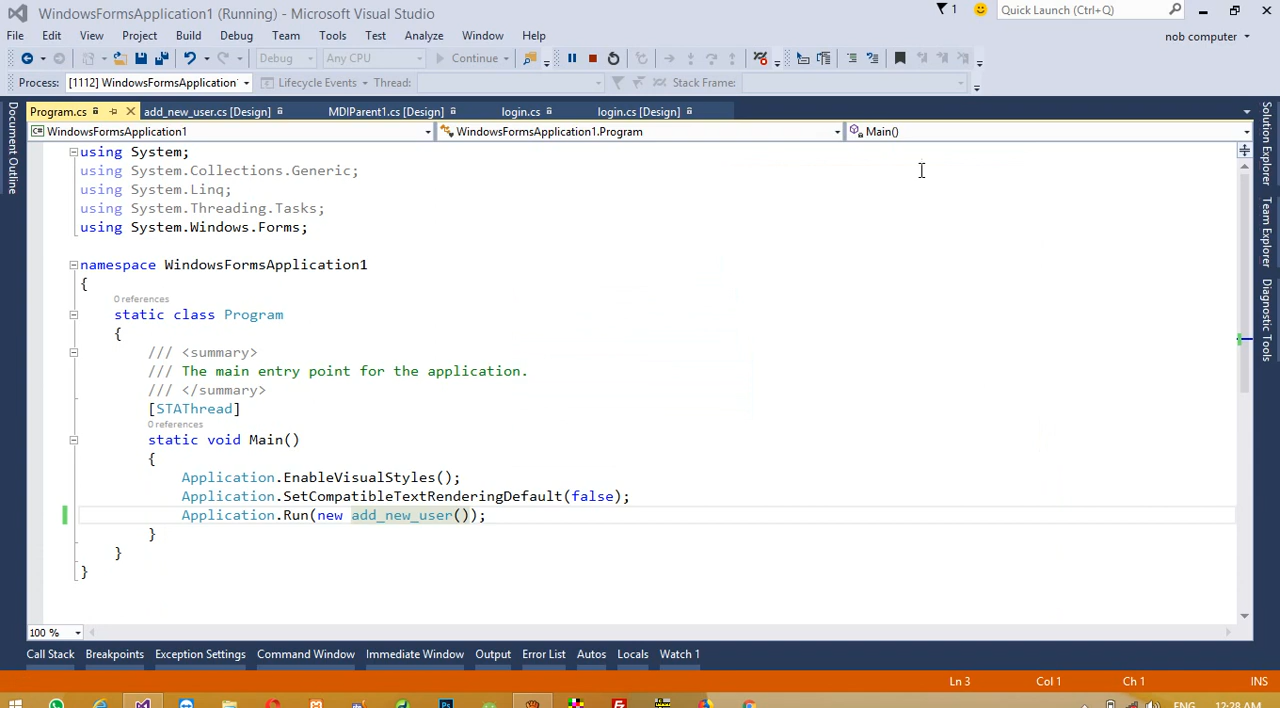 WindowsFormsApplication1 (Running) - Microsoft Visual Studio
1
Quick Launch (Ctrl+Q)
File Edit View Project Build Debug Team Tools Test Analyze Window Help
nob computer
Debug Any CPU Continue
Process: [1112] WindowsFormsApplication Lifecycle Events Thread: Stack Frame:
Program.cs add_new_user.cs [Design] MDIParent1.cs [Design] login.cs login.cs [Design]
WindowsFormsApplication1 WindowsFormsApplication1.Program Main()
Document Outline
Solution Explorer
Team Explorer
Diagnostic Tools
using System;
using System.Collections.Generic;
using System.Linq;
using System.Threading.Tasks;
using System.Windows.Forms;
namespace WindowsFormsApplication1
{
0 references
static class Program
{
/// <summary>
/// The main entry point for the application.
/// </summary>
[STAThread]
0 references
static void Main()
{
Application.EnableVisualStyles();
Application.SetCompatibleTextRenderingDefault(false);
Application.Run(new add_new_user());
}
}
}
100 %
Call Stack Breakpoints Exception Settings Command Window Immediate Window Output Error List Autos Locals Watch 1
Ln 3 Col 1 Ch 1 INS
ENG 12:28 AM